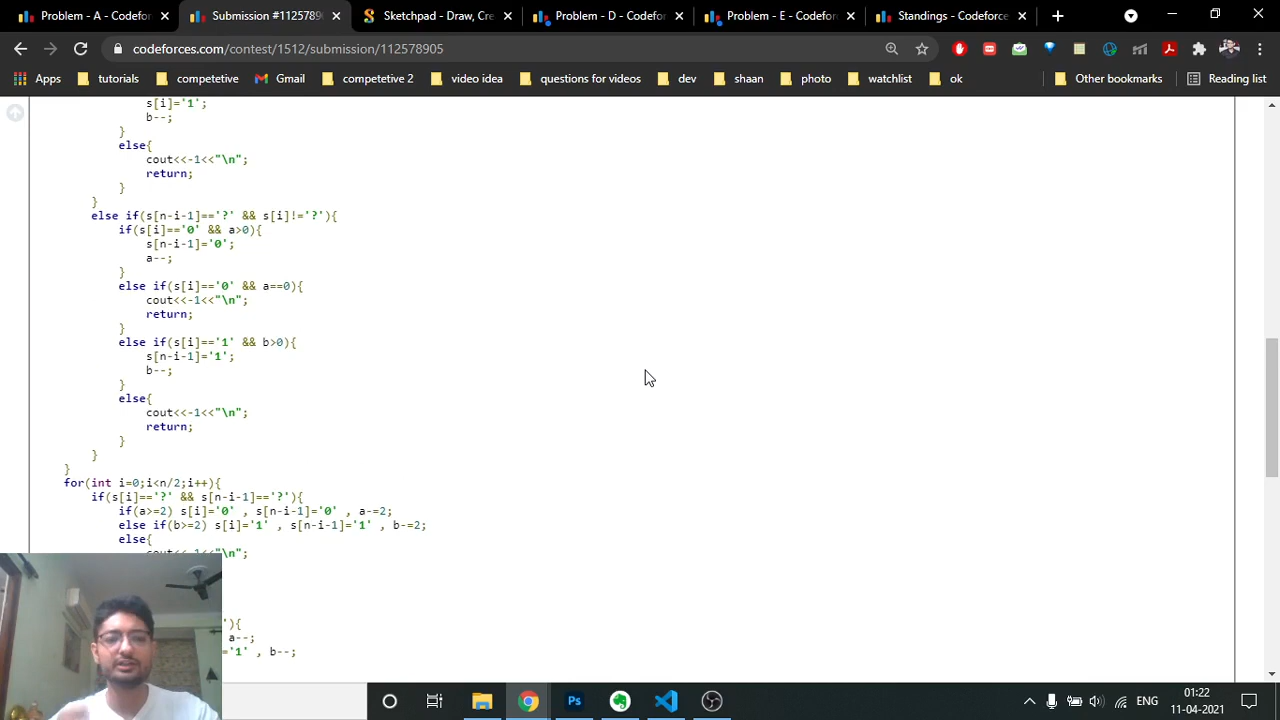 Problem - A - Codeforces
Submission #112578905
Sketchpad - Draw, Cre
Problem - D - Codefor
Problem - E - Codefor
Standings - Codeforce
codeforces.com/contest/1512/submission/112578905
Apps
tutorials
competetive
Gmail
competetive 2
video idea
questions for videos
dev
shaan
photo
watchlist
ok
Other bookmarks
Reading list
s[i]='1';
b--;
}
else{
cout<<-1<<"\n";
return;
}
}
else if(s[n-i-1]=='?' && s[i]!='?'){
if(s[i]=='0' && a>0){
s[n-i-1]='0';
a--;
}
else if(s[i]=='0' && a==0){
cout<<-1<<"\n";
return;
}
else if(s[i]=='1' && b>0){
s[n-i-1]='1';
b--;
}
else{
cout<<-1<<"\n";
return;
}
}
}
for(int i=0;i<n/2;i++){
if(s[i]=='?' && s[n-i-1]=='?'){
if(a>=2) s[i]='0' , s[n-i-1]='0' , a-=2;
else if(b>=2) s[i]='1' , s[n-i-1]='1' , b-=2;
else{
cout<<-1<<"\n";
'){
a--;
='1' , b--;
ENG
01:22
11-04-2021